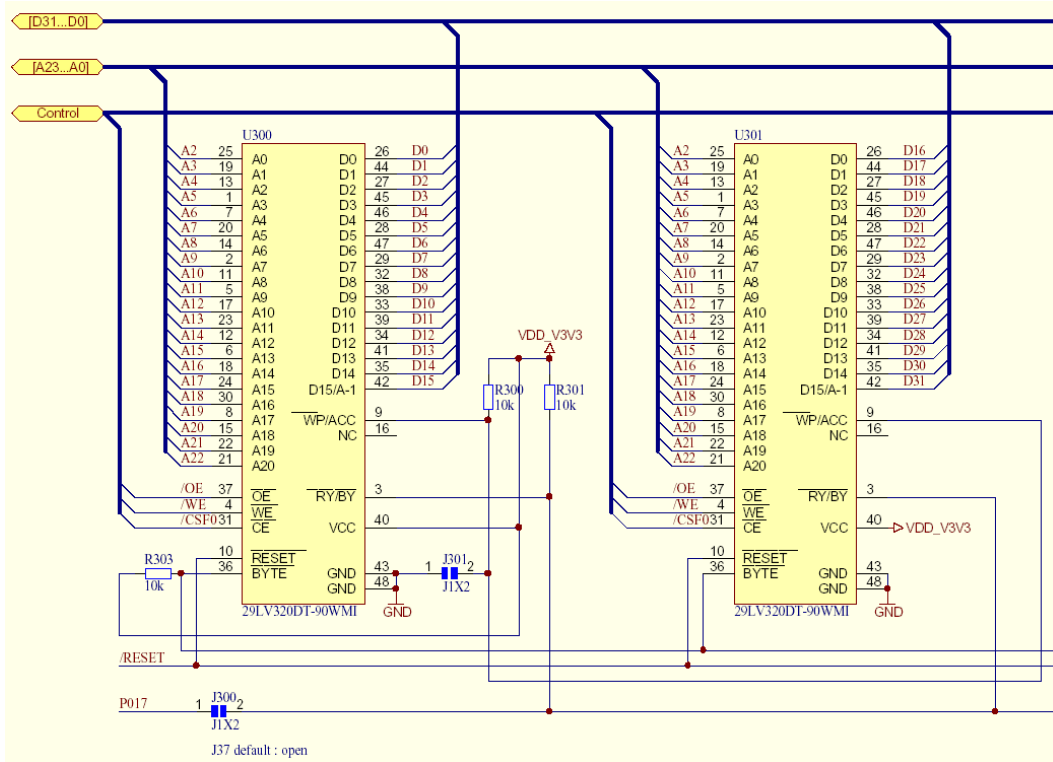 [D31...D0]
[A23...A0]
Control
U300
A2 25 A0 D0 26 D0
A3 19 A1 D1 44 D1
A4 13 A2 D2 27 D2
A5 1 A3 D3 45 D3
A6 7 A4 D4 46 D4
A7 20 A5 D5 28 D5
A8 14 A6 D6 47 D6
A9 2 A7 D7 29 D7
A10 11 A8 D8 32 D8
A11 5 A9 D9 38 D9
A12 17 A10 D10 33 D10
A13 23 A11 D11 39 D11
A14 12 A12 D12 34 D12
A15 6 A13 D13 41 D13
A16 18 A14 D14 35 D14
A17 24 A15 D15/A-1 42 D15
A18 30 A16
A19 8 A17 WP/ACC 9
A20 15 A18 NC 16
A21 22 A19
A22 21 A20
/OE 37 OE RY/BY 3
/WE 4 WE
/CSF0 31 CE VCC 40
10 RESET
36 BYTE GND 43
GND 48
29LV320DT-90WMI
GND
R303
10k
VDD_V3V3
R300
10k
R301
10k
J301
1 2
J1X2
U301
A2 25 A0 D0 26 D16
A3 19 A1 D1 44 D17
A4 13 A2 D2 27 D18
A5 1 A3 D3 45 D19
A6 7 A4 D4 46 D20
A7 20 A5 D5 28 D21
A8 14 A6 D6 47 D22
A9 2 A7 D7 29 D23
A10 11 A8 D8 32 D24
A11 5 A9 D9 38 D25
A12 17 A10 D10 33 D26
A13 23 A11 D11 39 D27
A14 12 A12 D12 34 D28
A15 6 A13 D13 41 D29
A16 18 A14 D14 35 D30
A17 24 A15 D15/A-1 42 D31
A18 30 A16
A19 8 A17 WP/ACC 9
A20 15 A18 NC 16
A21 22 A19
A22 21 A20
/OE 37 OE RY/BY 3
/WE 4 WE
/CSF0 31 CE VCC 40 VDD_V3V3
10 RESET
36 BYTE GND 43
GND 48
29LV320DT-90WMI
GND
/RESET
P017
J300
1 2
J1X2
J37 default : open